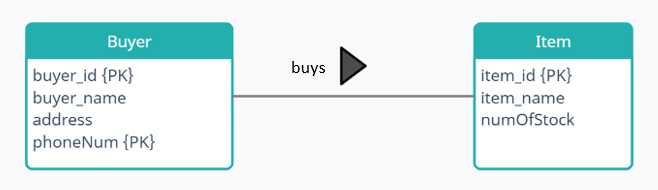 Buyer
buyer_id {PK}
buyer_name
address
phoneNum {PK}
buys
Item
item_id {PK}
item_name
numOfStock